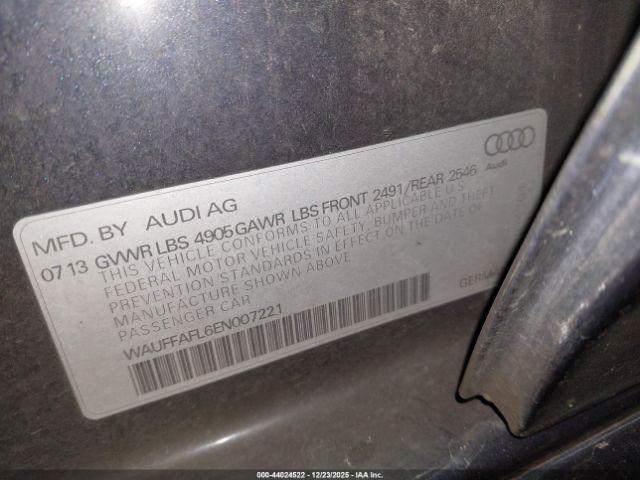 Audi
MFD. BY AUDI AG
07 13 GVWR LBS 4905 GAWR LBS FRONT 2491/REAR 2546
THIS VEHICLE CONFORMS TO ALL APPLICABLE U.S.
FEDERAL MOTOR VEHICLE SAFETY, BUMPER AND THEFT
PREVENTION STANDARDS IN EFFECT ON THE DATE OF
MANUFACTURE SHOWN ABOVE
PASSENGER CAR
WAUFFAFL6EN007221
GERMA
000-44024522 - 12/23/2025 - IAA Inc.